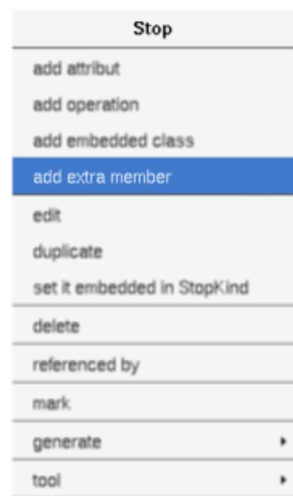 Stop
add attribut
add operation
add embedded class
add extra member
edit
duplicate
set it embedded in StopKind
delete
referenced by
mark
generate
tool